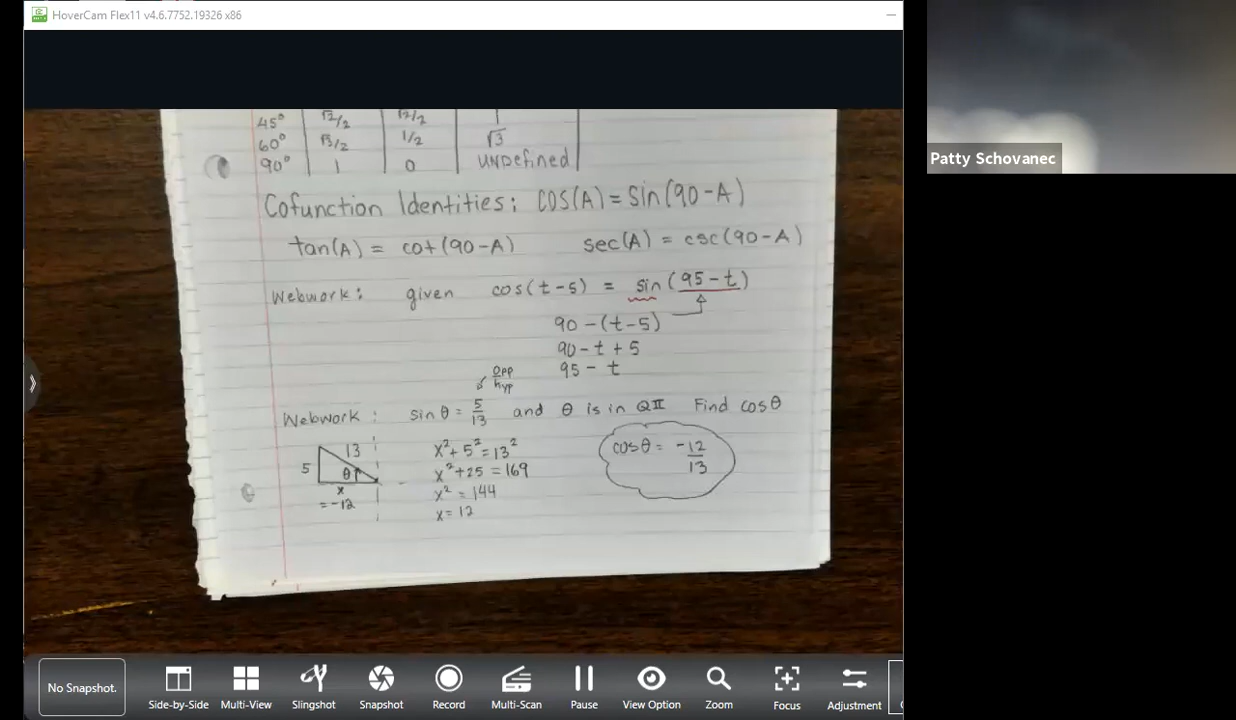 HoverCam Flex11 v4.6.7752.19326 x86
Patty Schovanec
45° √2/2 √2/2 1
60° √3/2 1/2 √3
90° 1 0 UNDefined
Cofunction Identities: COS(A) = Sin(90-A)
tan(A) = cot(90-A) sec(A) = csc(90-A)
Webwork: given cos(t-5) = sin(95-t)
90-(t-5)
90-t+5
95-t
Opp
hyp
Webwork: sin θ = 5/13 and θ is in QII Find cos θ
5 13 θ x = -12
x²+5²=13²
x²+25=169
x²=144
x=12
cos θ = -12/13
No Snapshot.
Side-by-Side Multi-View Slingshot Snapshot Record Multi-Scan Pause View Option Zoom Focus Adjustment